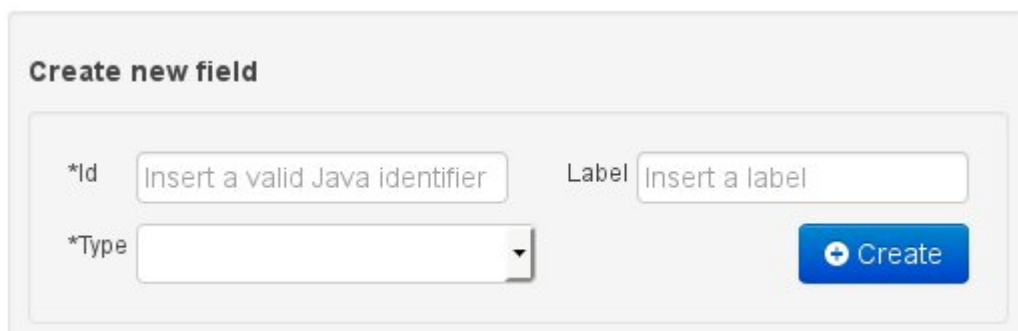 Create new field
*Id Insert a valid Java identifier Label Insert a label
*Type Create